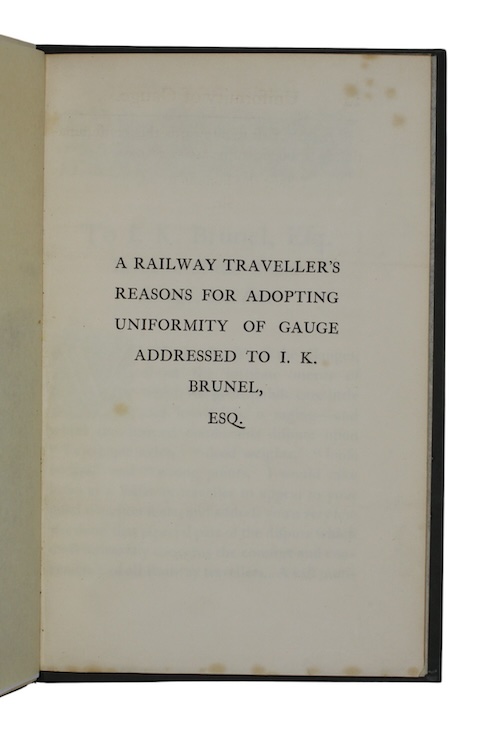 A RAILWAY TRAVELLER'S
REASONS FOR ADOPTING
UNIFORMITY OF GAUGE
ADDRESSED TO I. K.
BRUNEL,
ESQ.